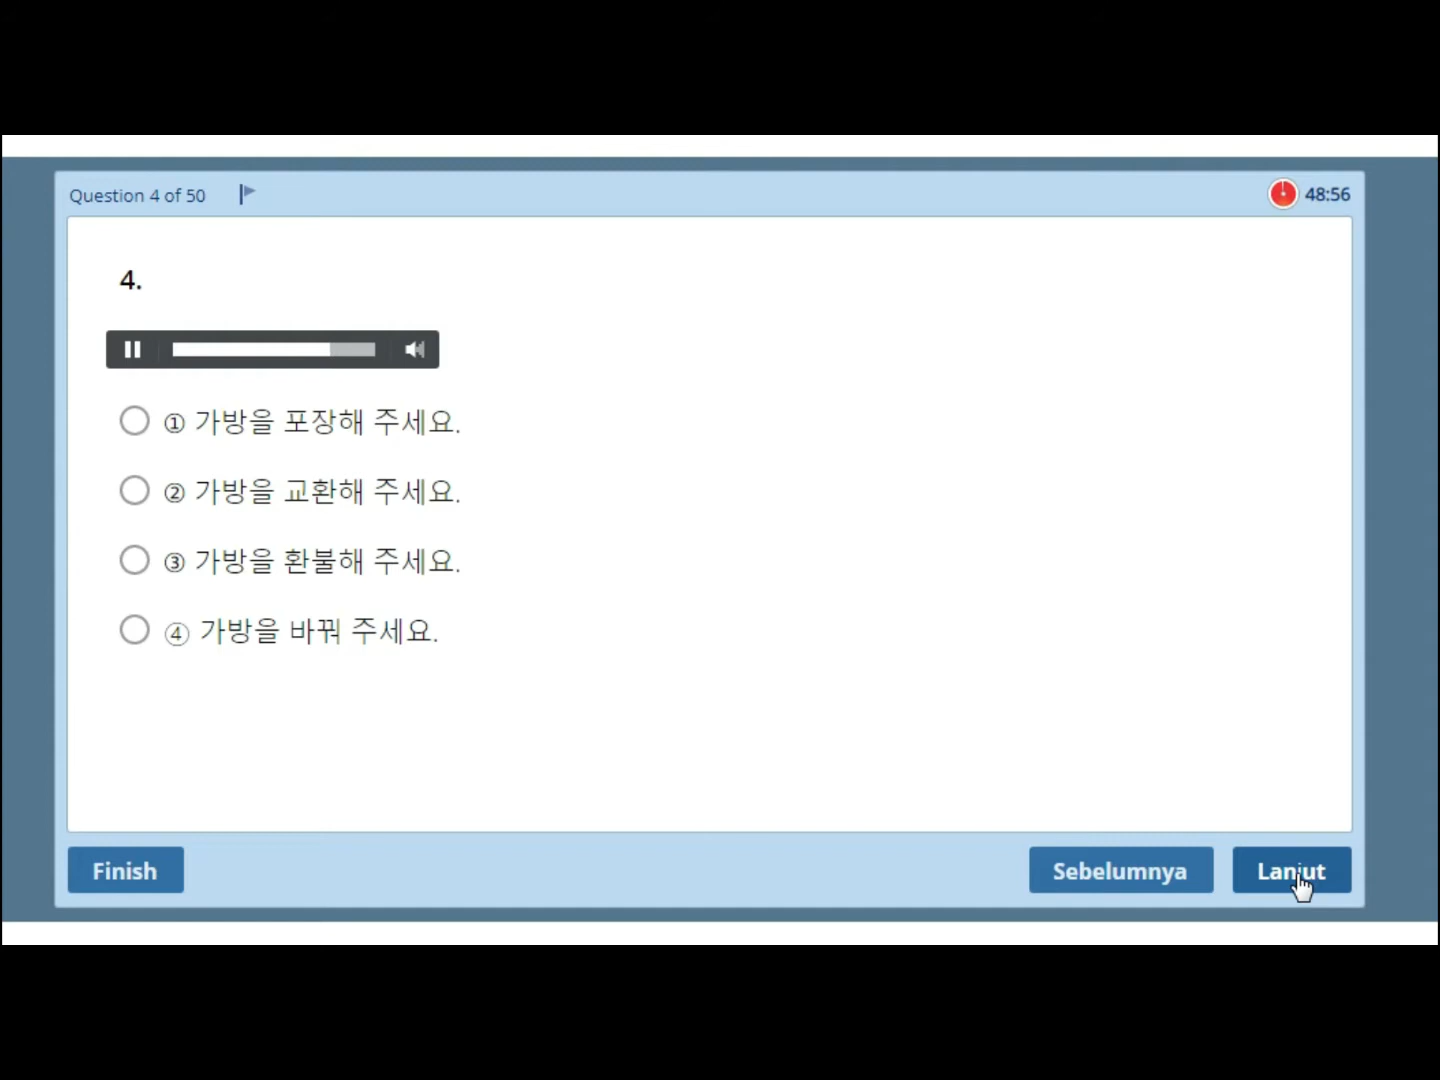 Question 4 of 50
48:56
4.
① 가방을 포장해 주세요.
② 가방을 교환해 주세요.
③ 가방을 환불해 주세요.
④ 가방을 바꿔 주세요.
Finish
Sebelumnya
Lanjut